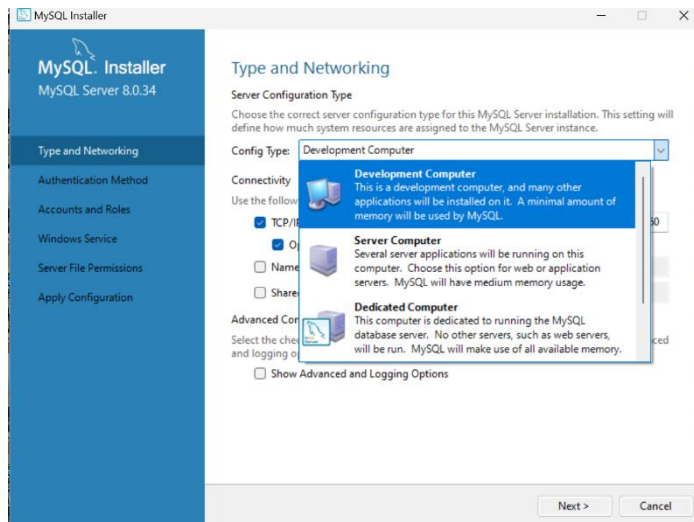 MySQL Installer
MySQL. Installer
MySQL Server 8.0.34
Type and Networking
Authentication Method
Accounts and Roles
Windows Service
Server File Permissions
Apply Configuration
Type and Networking
Server Configuration Type
Choose the correct server configuration type for this MySQL Server installation. This setting will
define how much system resources are assigned to the MySQL Server instance.
Config Type: Development Computer
Development Computer
This is a development computer, and many other
applications will be installed on it. A minimal amount of
memory will be used by MySQL.
Server Computer
Several server applications will be running on this
computer. Choose this option for web or application
servers. MySQL will have medium memory usage.
Dedicated Computer
This computer is dedicated to running the MySQL
database server. No other servers, such as web servers,
will be run. MySQL will make use of all available memory.
Connectivity
Use the follow
TCP/I
60
Name
Share
Advanced Con
Select the che
and logging o
Show Advanced and Logging Options
Next >
Cancel